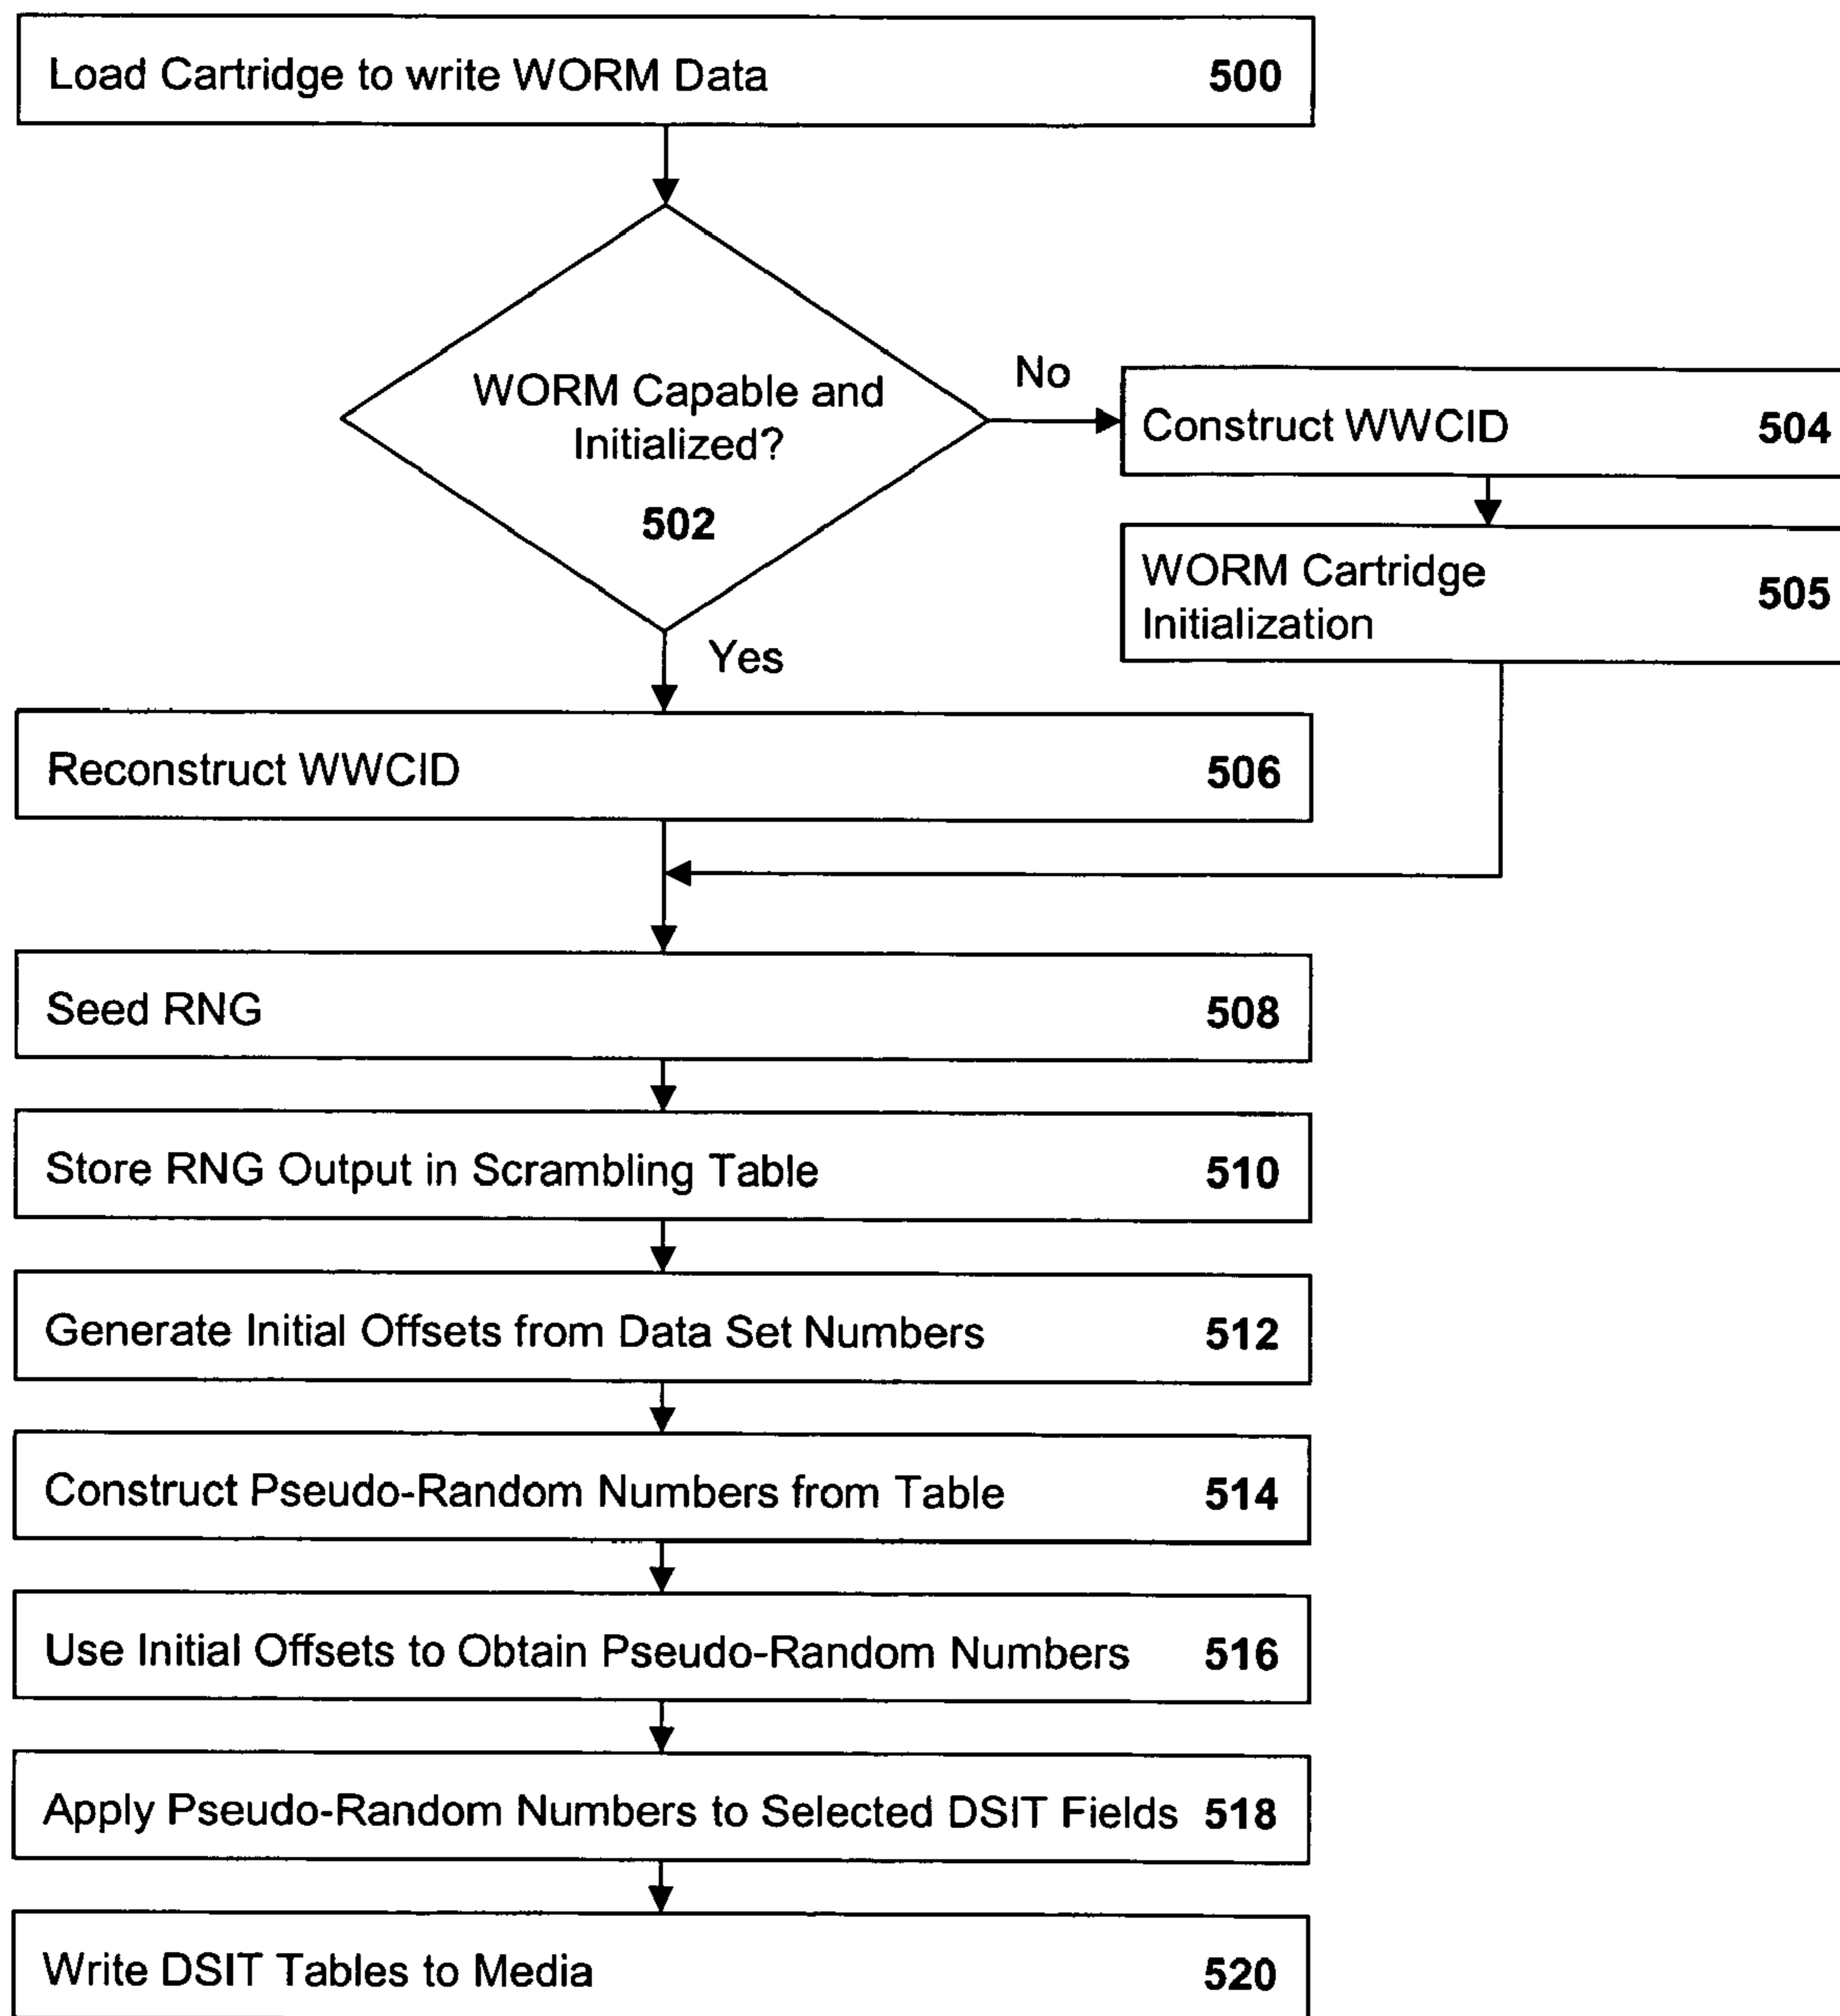 Load Cartridge to write WORM Data 500
WORM Capable and
Initialized?
502
No
Construct WWCID 504
WORM Cartridge
Initialization 505
Yes
Reconstruct WWCID 506
Seed RNG 508
Store RNG Output in Scrambling Table 510
Generate Initial Offsets from Data Set Numbers 512
Construct Pseudo-Random Numbers from Table 514
Use Initial Offsets to Obtain Pseudo-Random Numbers 516
Apply Pseudo-Random Numbers to Selected DSIT Fields 518
Write DSIT Tables to Media 520